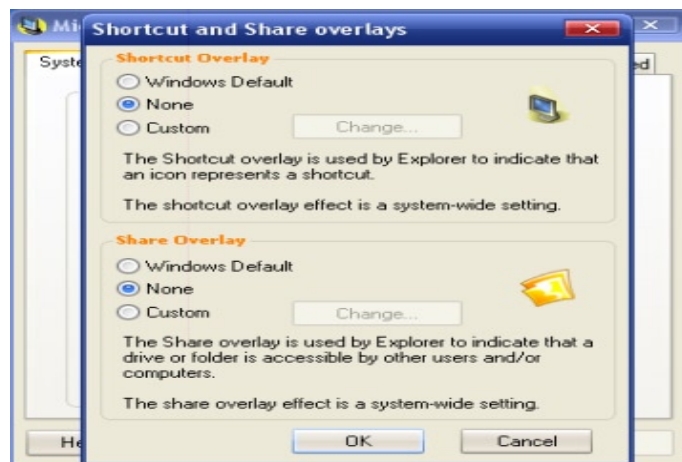 Mi
Shortcut and Share overlays
Syste
ed
Shortcut Overlay
Windows Default
None
Custom
Change...
The Shortcut overlay is used by Explorer to indicate that
an icon represents a shortcut.
The shortcut overlay effect is a system-wide setting.
Share Overlay
Windows Default
None
Custom
Change...
The Share overlay is used by Explorer to indicate that a
drive or folder is accessible by other users and/or
computers.
The share overlay effect is a system-wide setting.
He
OK
Cancel